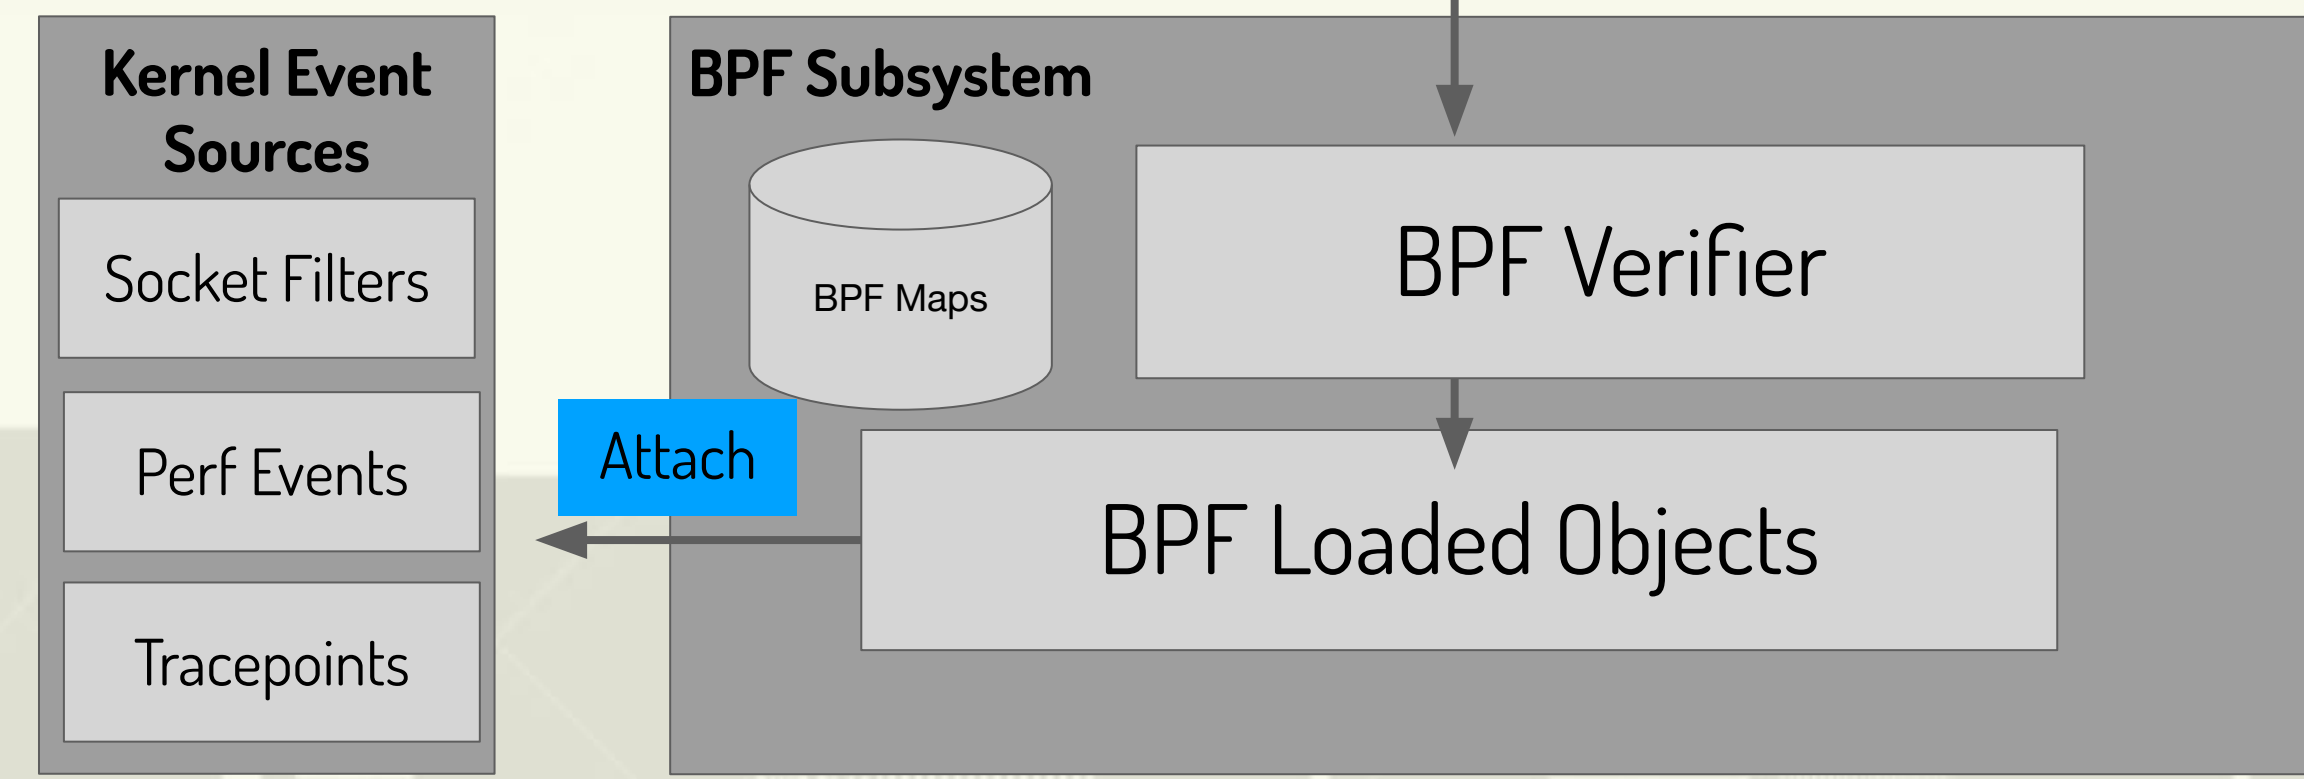 Kernel Event
Sources
Socket Filters
Perf Events
Tracepoints
Attach
BPF Subsystem
BPF Maps
BPF Verifier
BPF Loaded Objects